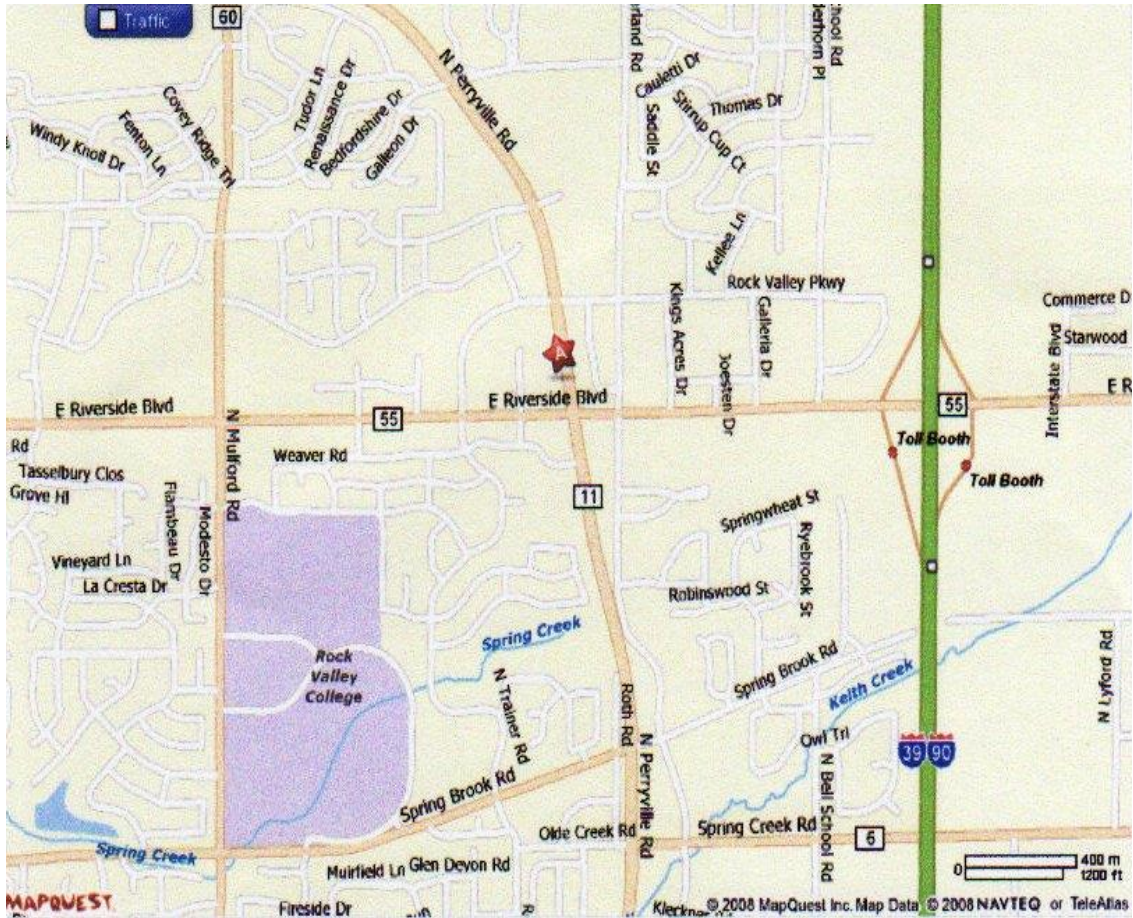 Traffic
60
N Perryville Rd
Cauletti Dr
Thomas Dr
Stirrup Cup Ct
Saddle St
Tudor Ln
Renaissance Dr
Bedfordshire Dr
Galleon Dr
Covey Ridge Trl
Fenton Ln
Windy Knoll Dr
Kellee Ln
Rock Valley Pkwy
Kings Acres Dr
Galleria Dr
Joesten Dr
Commerce D
Starwood
Interstate Blvd
A
E Riverside Blvd
55
E Riverside Blvd
55
E R
N Mulford Rd
Rd
Weaver Rd
Toll Booth
Toll Booth
Tasselbury Clos
Grove Hl
Flambeau Dr
Modesto Dr
11
Springwheat St
Ryebrook St
Vineyard Ln
La Cresta Dr
Robinswood St
Spring Creek
Rock
Valley
College
Spring Brook Rd
Keith Creek
N Lyford Rd
N Trainer Rd
Roth Rd
N Perryville Rd
Owl Trl
N Bell School Rd
39 90
Spring Brook Rd
Olde Creek Rd
Spring Creek Rd
6
Spring Creek
Muirfield Ln
Glen Devon Rd
Fireside Dr
0
400 m
1200 ft
MAPQUEST.
© 2008 MapQuest Inc. Map Data © 2008 NAVTEQ or TeleAtlas